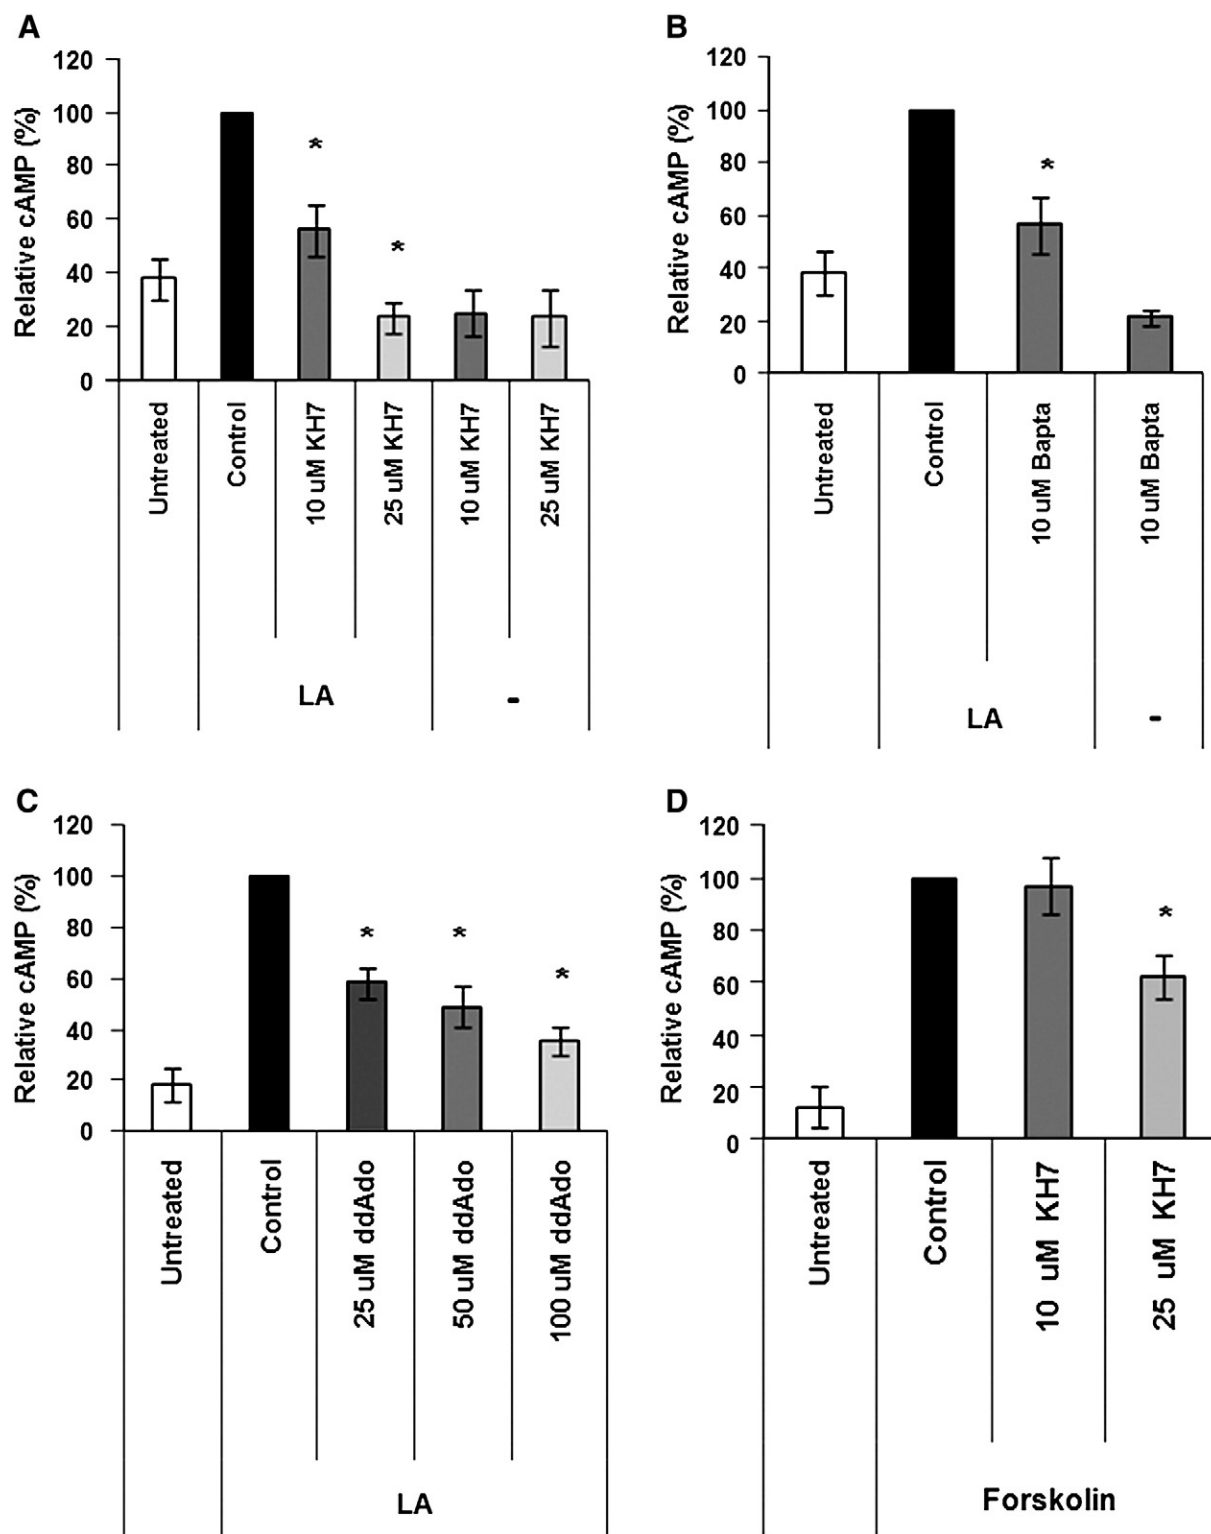 A
Relative cAMP (%)
120
100
80
60
40
20
0
*
*
Untreated
Control
10 uM KH7
25 uM KH7
10 uM KH7
25 uM KH7
LA
-
B
Relative cAMP (%)
120
100
80
60
40
20
0
*
Untreated
Control
10 uM Bapta
10 uM Bapta
LA
-
C
Relative cAMP (%)
120
100
80
60
40
20
0
*
*
*
Untreated
Control
25 uM ddAdo
50 uM ddAdo
100 uM ddAdo
LA
D
Relative cAMP (%)
120
100
80
60
40
20
0
*
Untreated
Control
10 uM KH7
25 uM KH7
Forskolin